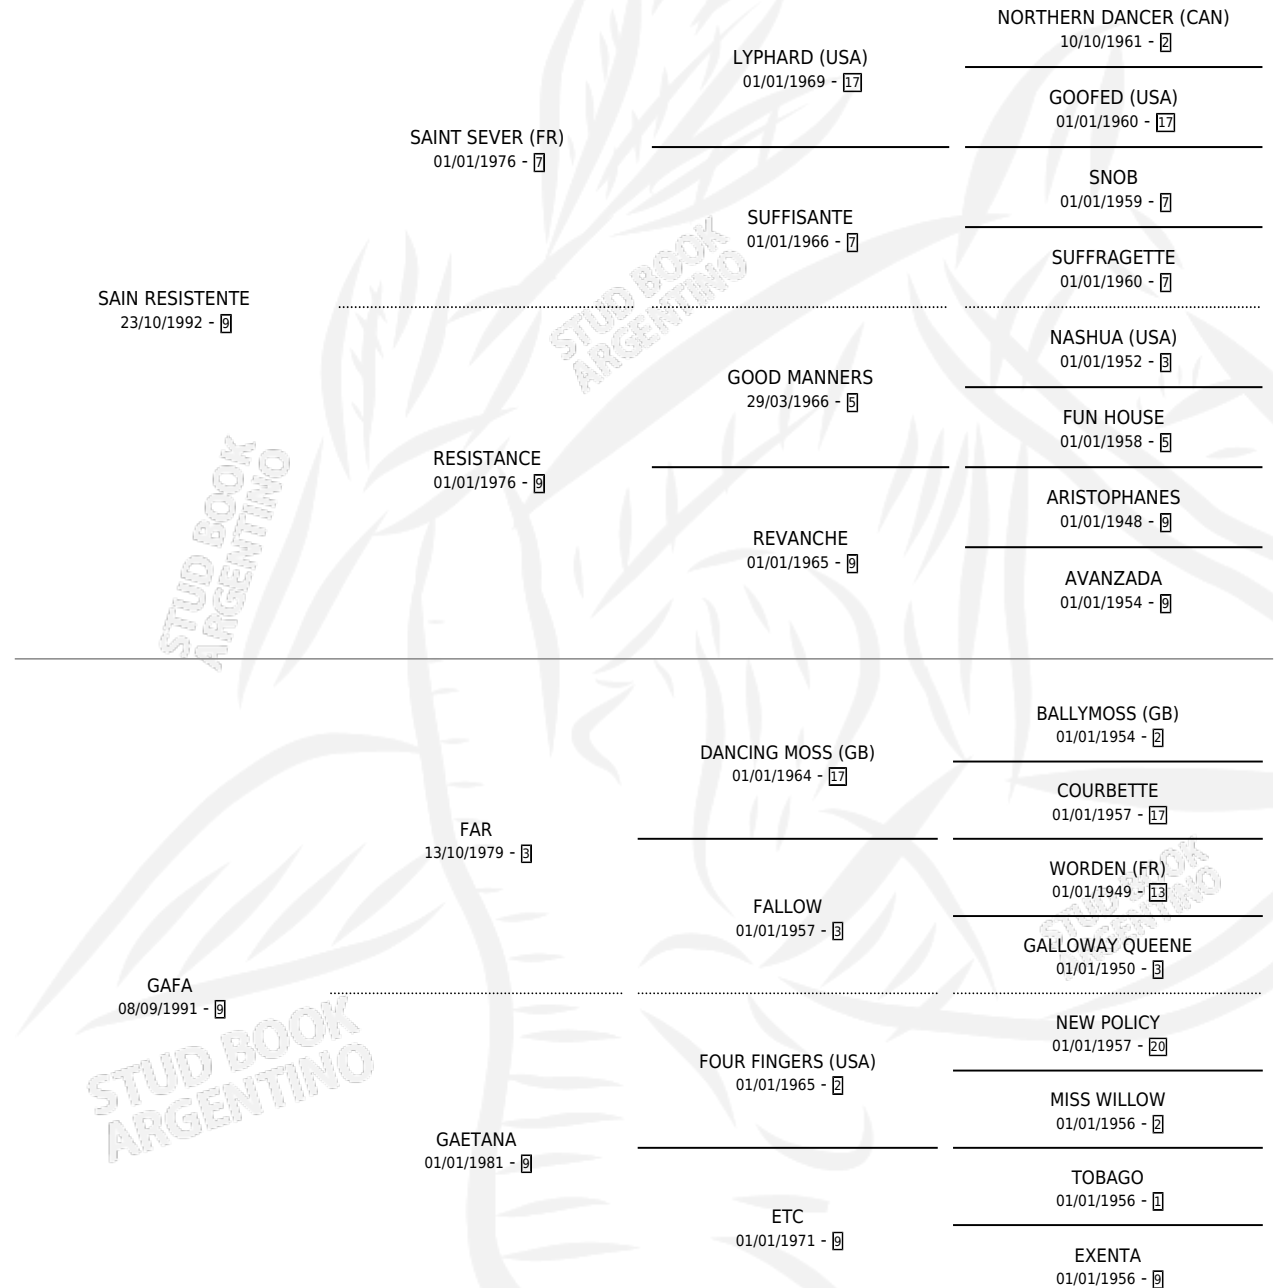 NORTHERN DANCER (CAN)
10/10/1961 - 2
LYPHARD (USA)
01/01/1969 - 17
GOOFED (USA)
01/01/1960 - 17
SAINT SEVER (FR)
01/01/1976 - 7
SNOB
01/01/1959 - 7
SUFFISANTE
01/01/1966 - 7
SUFFRAGETTE
01/01/1960 - 7
SAIN RESISTENTE
23/10/1992 - 9
NASHUA (USA)
01/01/1952 - 3
GOOD MANNERS
29/03/1966 - 5
FUN HOUSE
01/01/1958 - 5
RESISTANCE
01/01/1976 - 9
ARISTOPHANES
01/01/1948 - 9
REVANCHE
01/01/1965 - 9
AVANZADA
01/01/1954 - 9
BALLYMOSS (GB)
01/01/1954 - 2
DANCING MOSS (GB)
01/01/1964 - 17
COURBETTE
01/01/1957 - 17
FAR
13/10/1979 - 3
WORDEN (FR)
01/01/1949 - 13
FALLOW
01/01/1957 - 3
GALLOWAY QUEENE
01/01/1950 - 3
GAFA
08/09/1991 - 9
NEW POLICY
01/01/1957 - 20
FOUR FINGERS (USA)
01/01/1965 - 2
MISS WILLOW
01/01/1956 - 2
GAETANA
01/01/1981 - 9
TOBAGO
01/01/1956 - 1
ETC
01/01/1971 - 9
EXENTA
01/01/1956 - 9
STUD BOOK
ARGENTINO
STUD BOOK
ARGENTINO
STUD BOOK
ARGENTINO
STUD BOOK
ARGENTINO